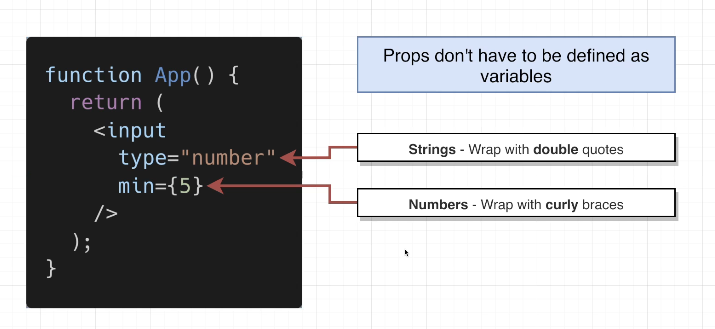 function App() {
  return (
    <input
      type="number"
      min={5}
    />
  );
}
Props don't have to be defined as
variables
Strings - Wrap with double quotes
Numbers - Wrap with curly braces